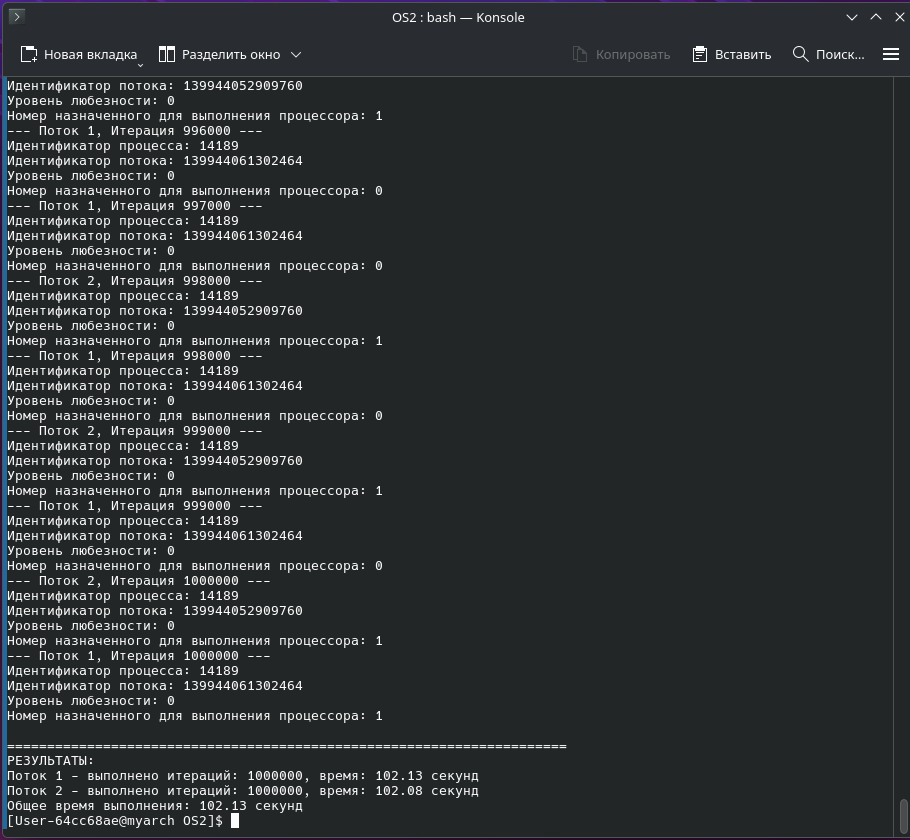 OS2 : bash — Konsole
Новая вкладка Разделить окно Копировать Вставить Поиск...
Идентификатор потока: 139944052909760
Уровень любезности: 0
Номер назначенного для выполнения процессора: 1
--- Поток 1, Итерация 996000 ---
Идентификатор процесса: 14189
Идентификатор потока: 139944061302464
Уровень любезности: 0
Номер назначенного для выполнения процессора: 0
--- Поток 1, Итерация 997000 ---
Идентификатор процесса: 14189
Идентификатор потока: 139944061302464
Уровень любезности: 0
Номер назначенного для выполнения процессора: 0
--- Поток 2, Итерация 998000 ---
Идентификатор процесса: 14189
Идентификатор потока: 139944052909760
Уровень любезности: 0
Номер назначенного для выполнения процессора: 1
--- Поток 1, Итерация 998000 ---
Идентификатор процесса: 14189
Идентификатор потока: 139944061302464
Уровень любезности: 0
Номер назначенного для выполнения процессора: 0
--- Поток 2, Итерация 999000 ---
Идентификатор процесса: 14189
Идентификатор потока: 139944052909760
Уровень любезности: 0
Номер назначенного для выполнения процессора: 1
--- Поток 1, Итерация 999000 ---
Идентификатор процесса: 14189
Идентификатор потока: 139944061302464
Уровень любезности: 0
Номер назначенного для выполнения процессора: 0
--- Поток 2, Итерация 1000000 ---
Идентификатор процесса: 14189
Идентификатор потока: 139944052909760
Уровень любезности: 0
Номер назначенного для выполнения процессора: 1
--- Поток 1, Итерация 1000000 ---
Идентификатор процесса: 14189
Идентификатор потока: 139944061302464
Уровень любезности: 0
Номер назначенного для выполнения процессора: 1
======================================================================
РЕЗУЛЬТАТЫ:
Поток 1 - выполнено итераций: 1000000, время: 102.13 секунд
Поток 2 - выполнено итераций: 1000000, время: 102.08 секунд
Общее время выполнения: 102.13 секунд
[User-64cc68ae@myarch OS2]$